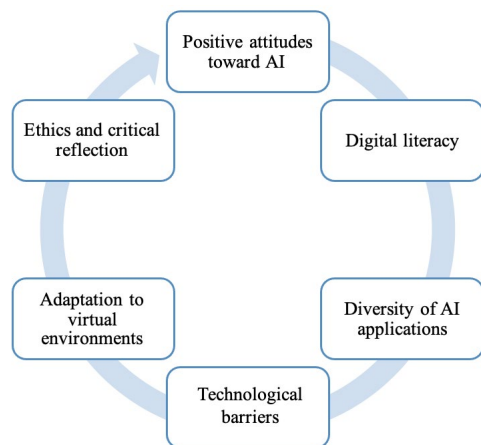 Positive attitudes
toward AI
Digital literacy
Diversity of AI
applications
Technological
barriers
Adaptation to
virtual
environments
Ethics and critical
reflection